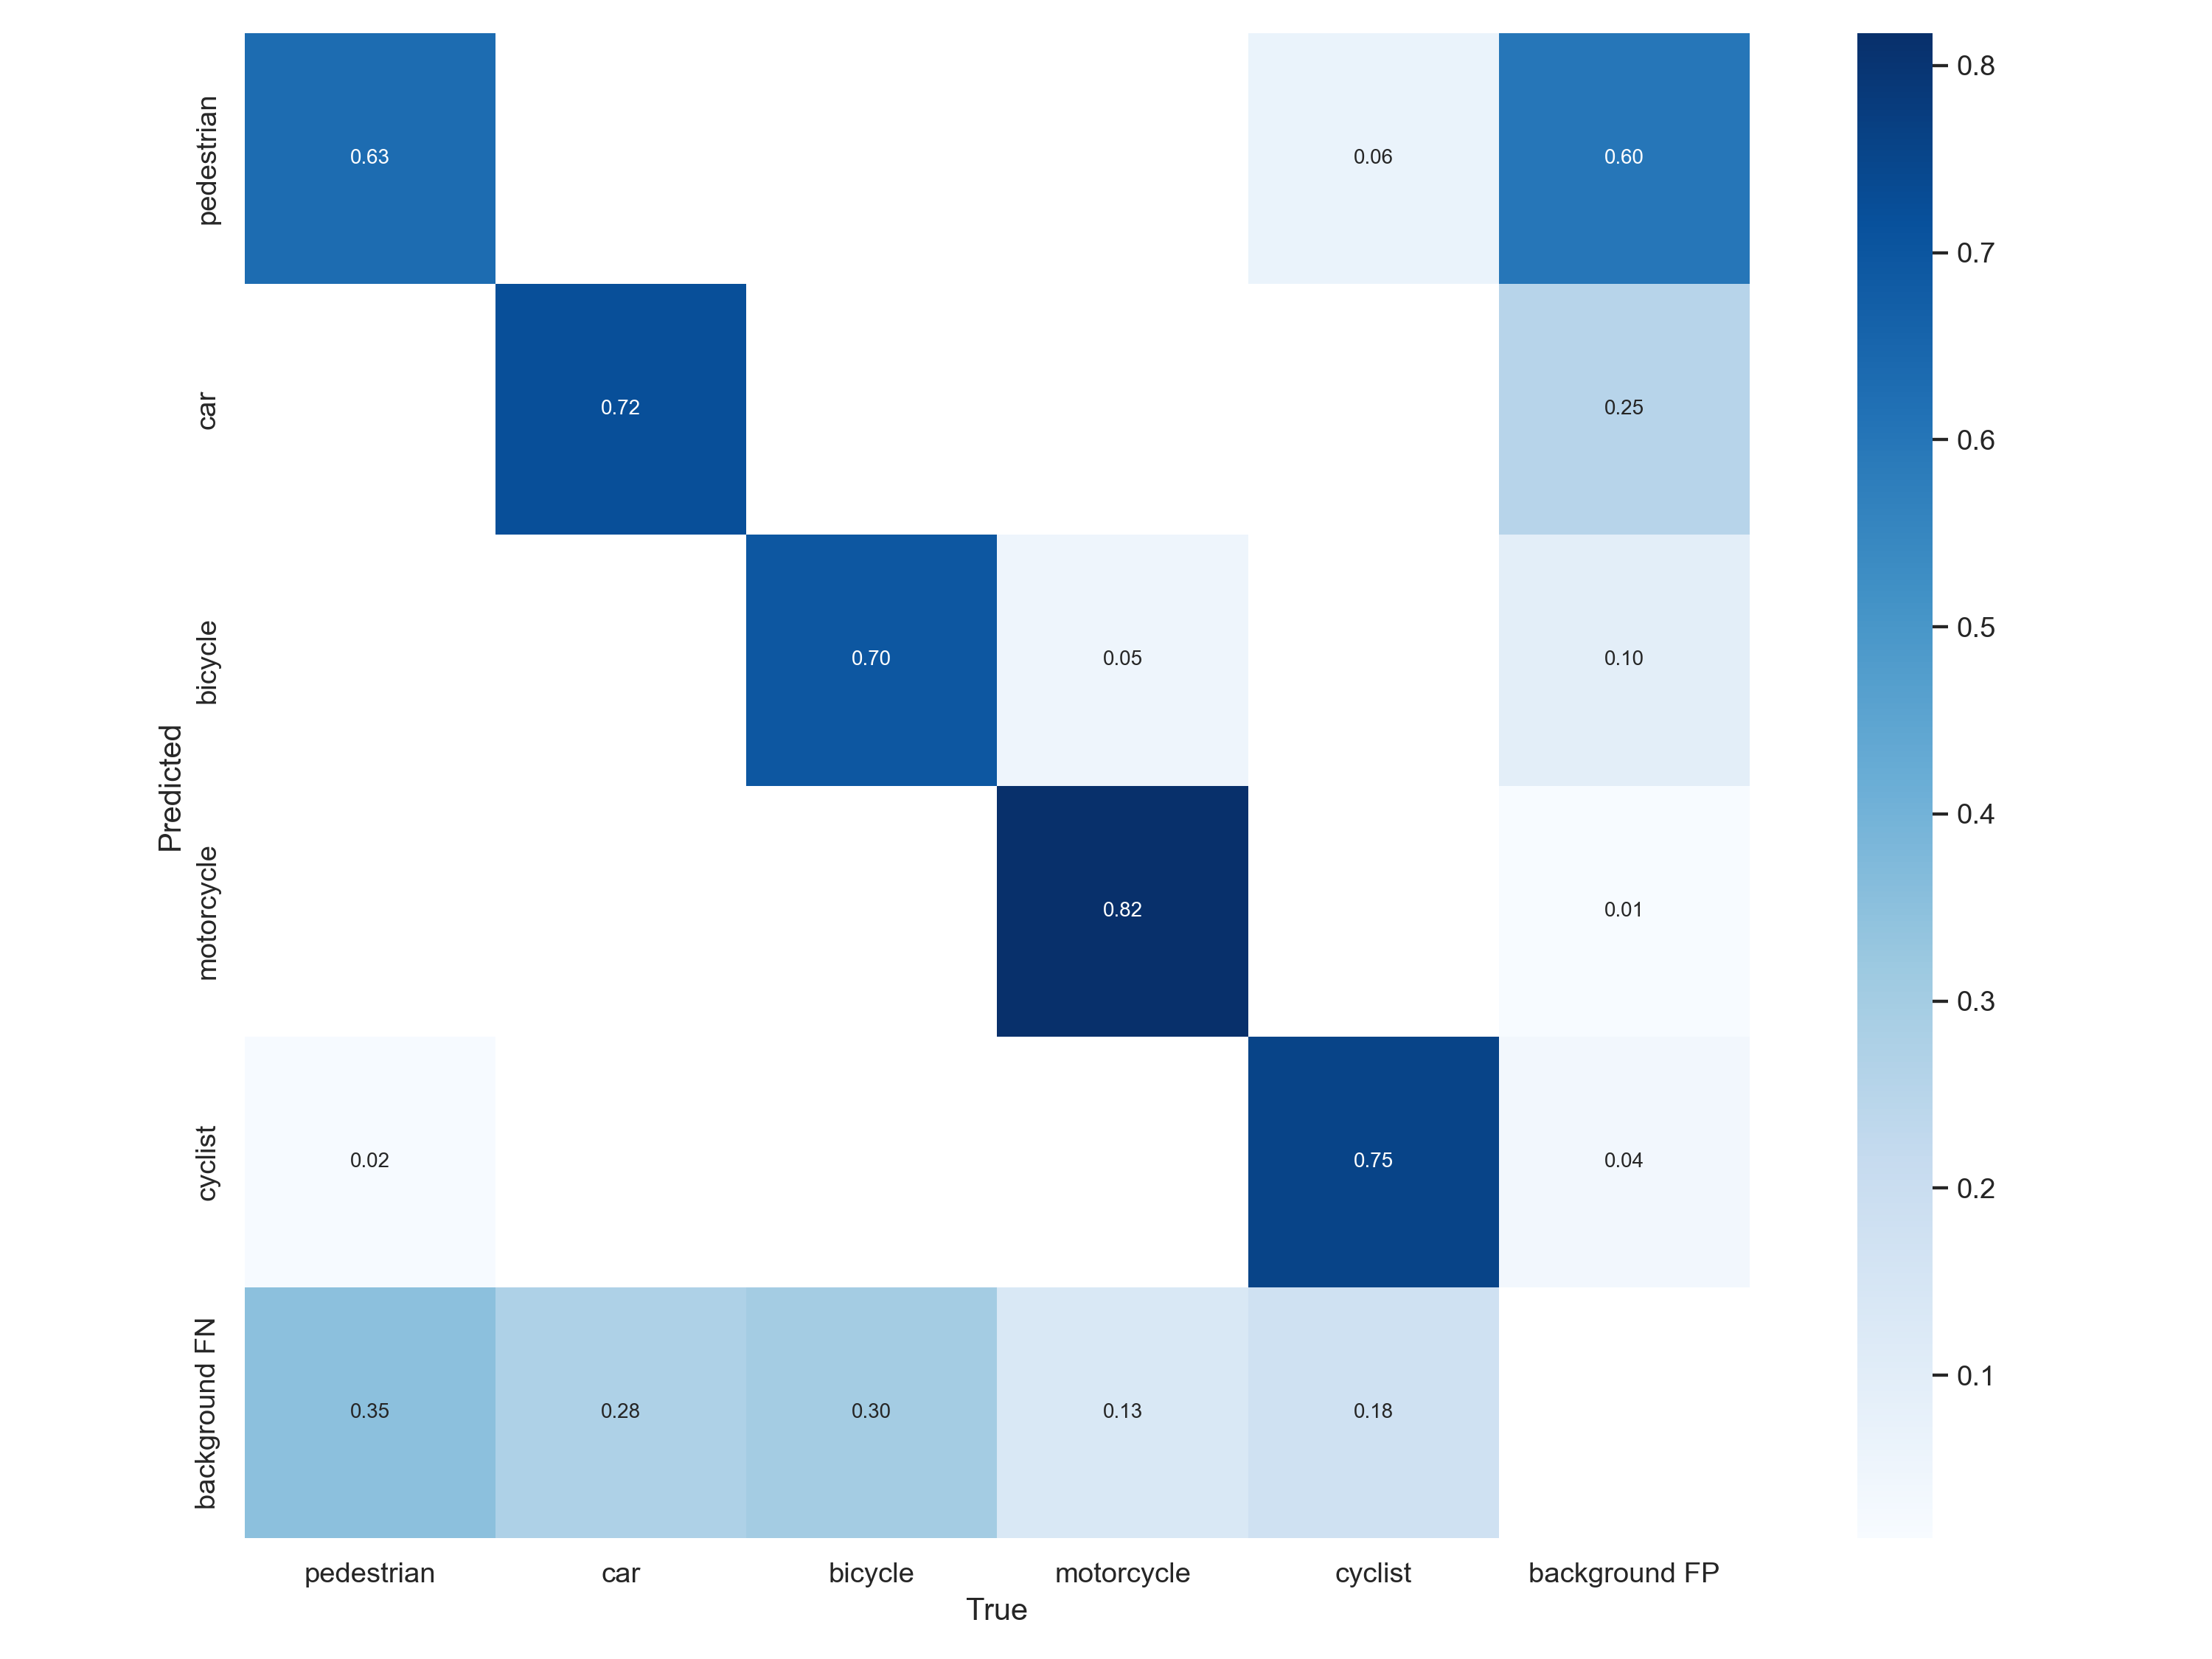 pedestrian
0.63
0.06
0.60
car
0.72
0.25
bicycle
0.70
0.05
0.10
Predicted
motorcycle
0.82
0.01
cyclist
0.02
0.75
0.04
background FN
0.35
0.28
0.30
0.13
0.18
pedestrian
car
bicycle
motorcycle
cyclist
background FP
True
0.8
0.7
0.6
0.5
0.4
0.3
0.2
0.1